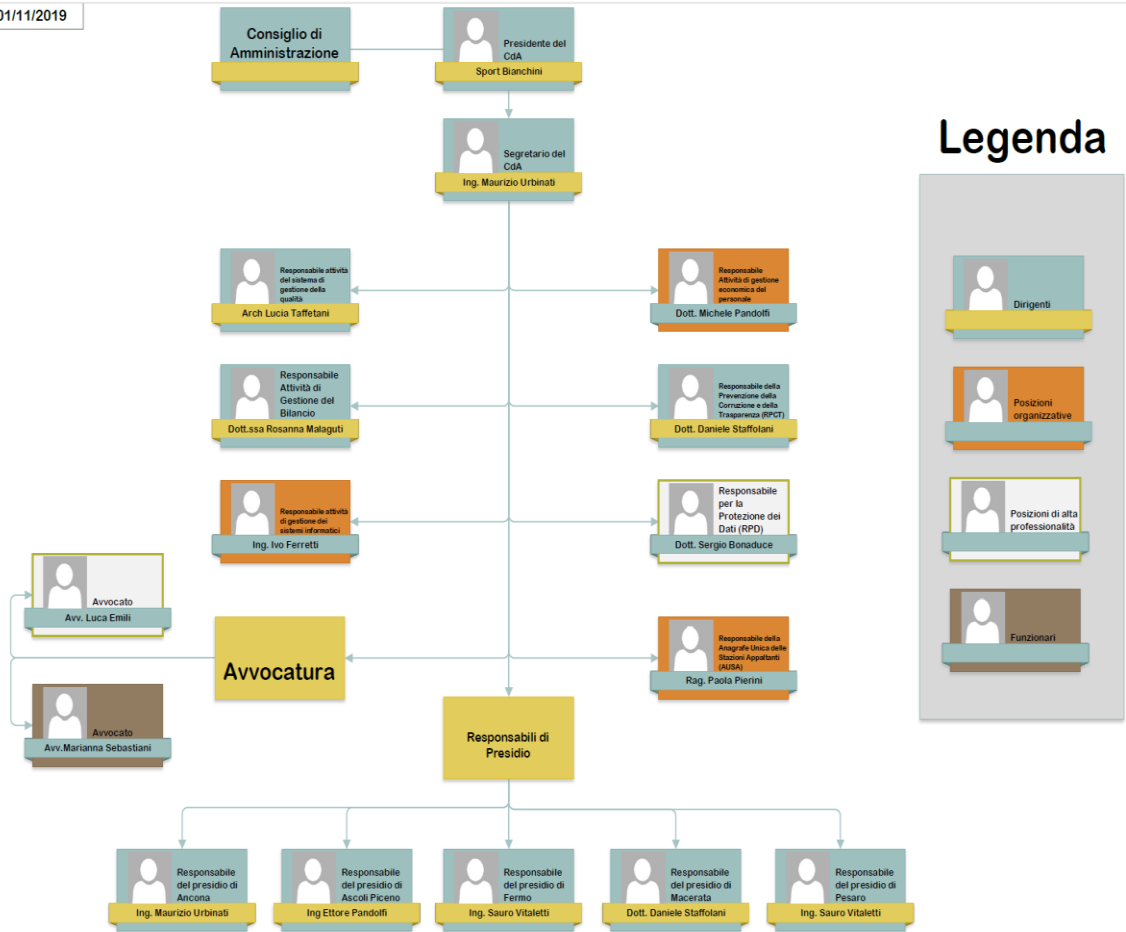 01/11/2019
Consiglio di
Amministrazione
Presidente del
CdA
Sport Bianchini
Segretario del
CdA
Ing. Maurizio Urbinati
Legenda
Responsabile attività
del sistema di
gestione della
qualità
Arch Lucia Taffetani
Responsabile
Attività di gestione
economica del
personale
Dott. Michele Pandolfi
Dirigenti
Responsabile
Attività di
Gestione del
Bilancio
Dott.ssa Rosanna Malaguti
Responsabile della
Prevenzione della
Corruzione e della
Trasparenza (RPCT)
Dott. Daniele Staffolani
Posizioni
organizzative
Responsabile attività
di gestione dei
sistemi informatici
Ing. Ivo Ferretti
Responsabile
per la
Protezione dei
Dati (RPD)
Dott. Sergio Bonaduce
Posizioni di alta
professionalità
Avvocato
Avv. Luca Emili
Avvocatura
Responsabile della
Anagrafe Unica delle
Stazioni Appaltanti
(AUSA)
Rag. Paola Pierini
Funzionari
Avvocato
Avv.Marianna Sebastiani
Responsabili di
Presidio
Responsabile
del presidio di
Ancona
Ing. Maurizio Urbinati
Responsabile
del presidio di
Ascoli Piceno
Ing Ettore Pandolfi
Responsabile
del presidio di
Fermo
Ing. Sauro Vitaletti
Responsabile
del presidio di
Macerata
Dott. Daniele Staffolani
Responsabile
del presidio di
Pesaro
Ing. Sauro Vitaletti